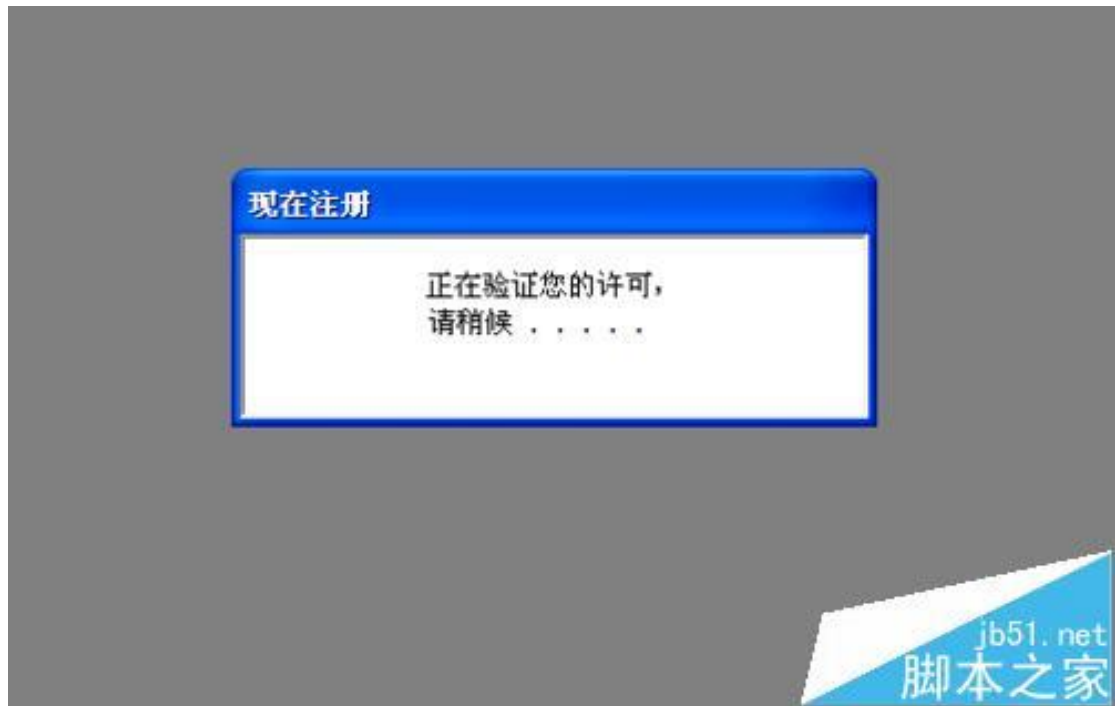 现在注册
正在验证您的许可，
请稍候 . . . . .
jb51.net
脚本之家